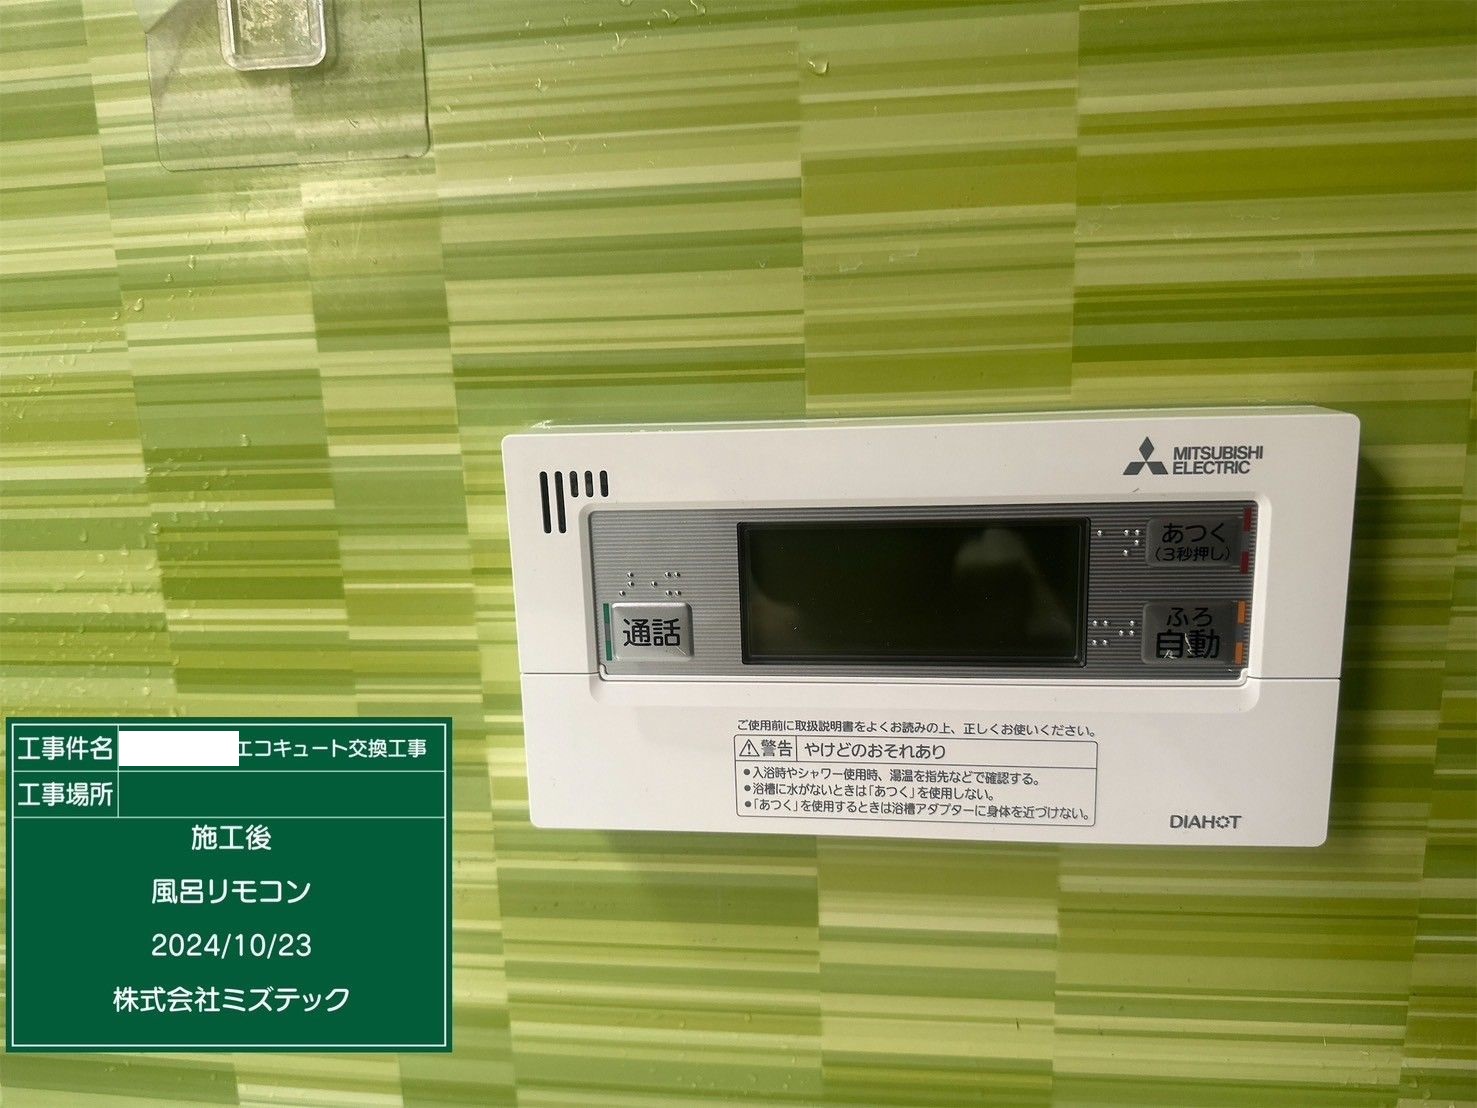 MITSUBISHI
ELECTRIC
あつく
(3秒押し)
通話
ふろ
自動
ご使用前に取扱説明書をよくお読みの上、正しくお使いください。
警告 やけどのおそれあり
●入浴時やシャワー使用時、湯温を指先などで確認する。
●浴槽に水がないときは「あつく」を使用しない。
●「あつく」を使用するときは浴槽アダプターに身体を近づけない。
DIAHOT
工事件名 エコキュート交換工事
工事場所
施工後
風呂リモコン
2024/10/23
株式会社ミズテック